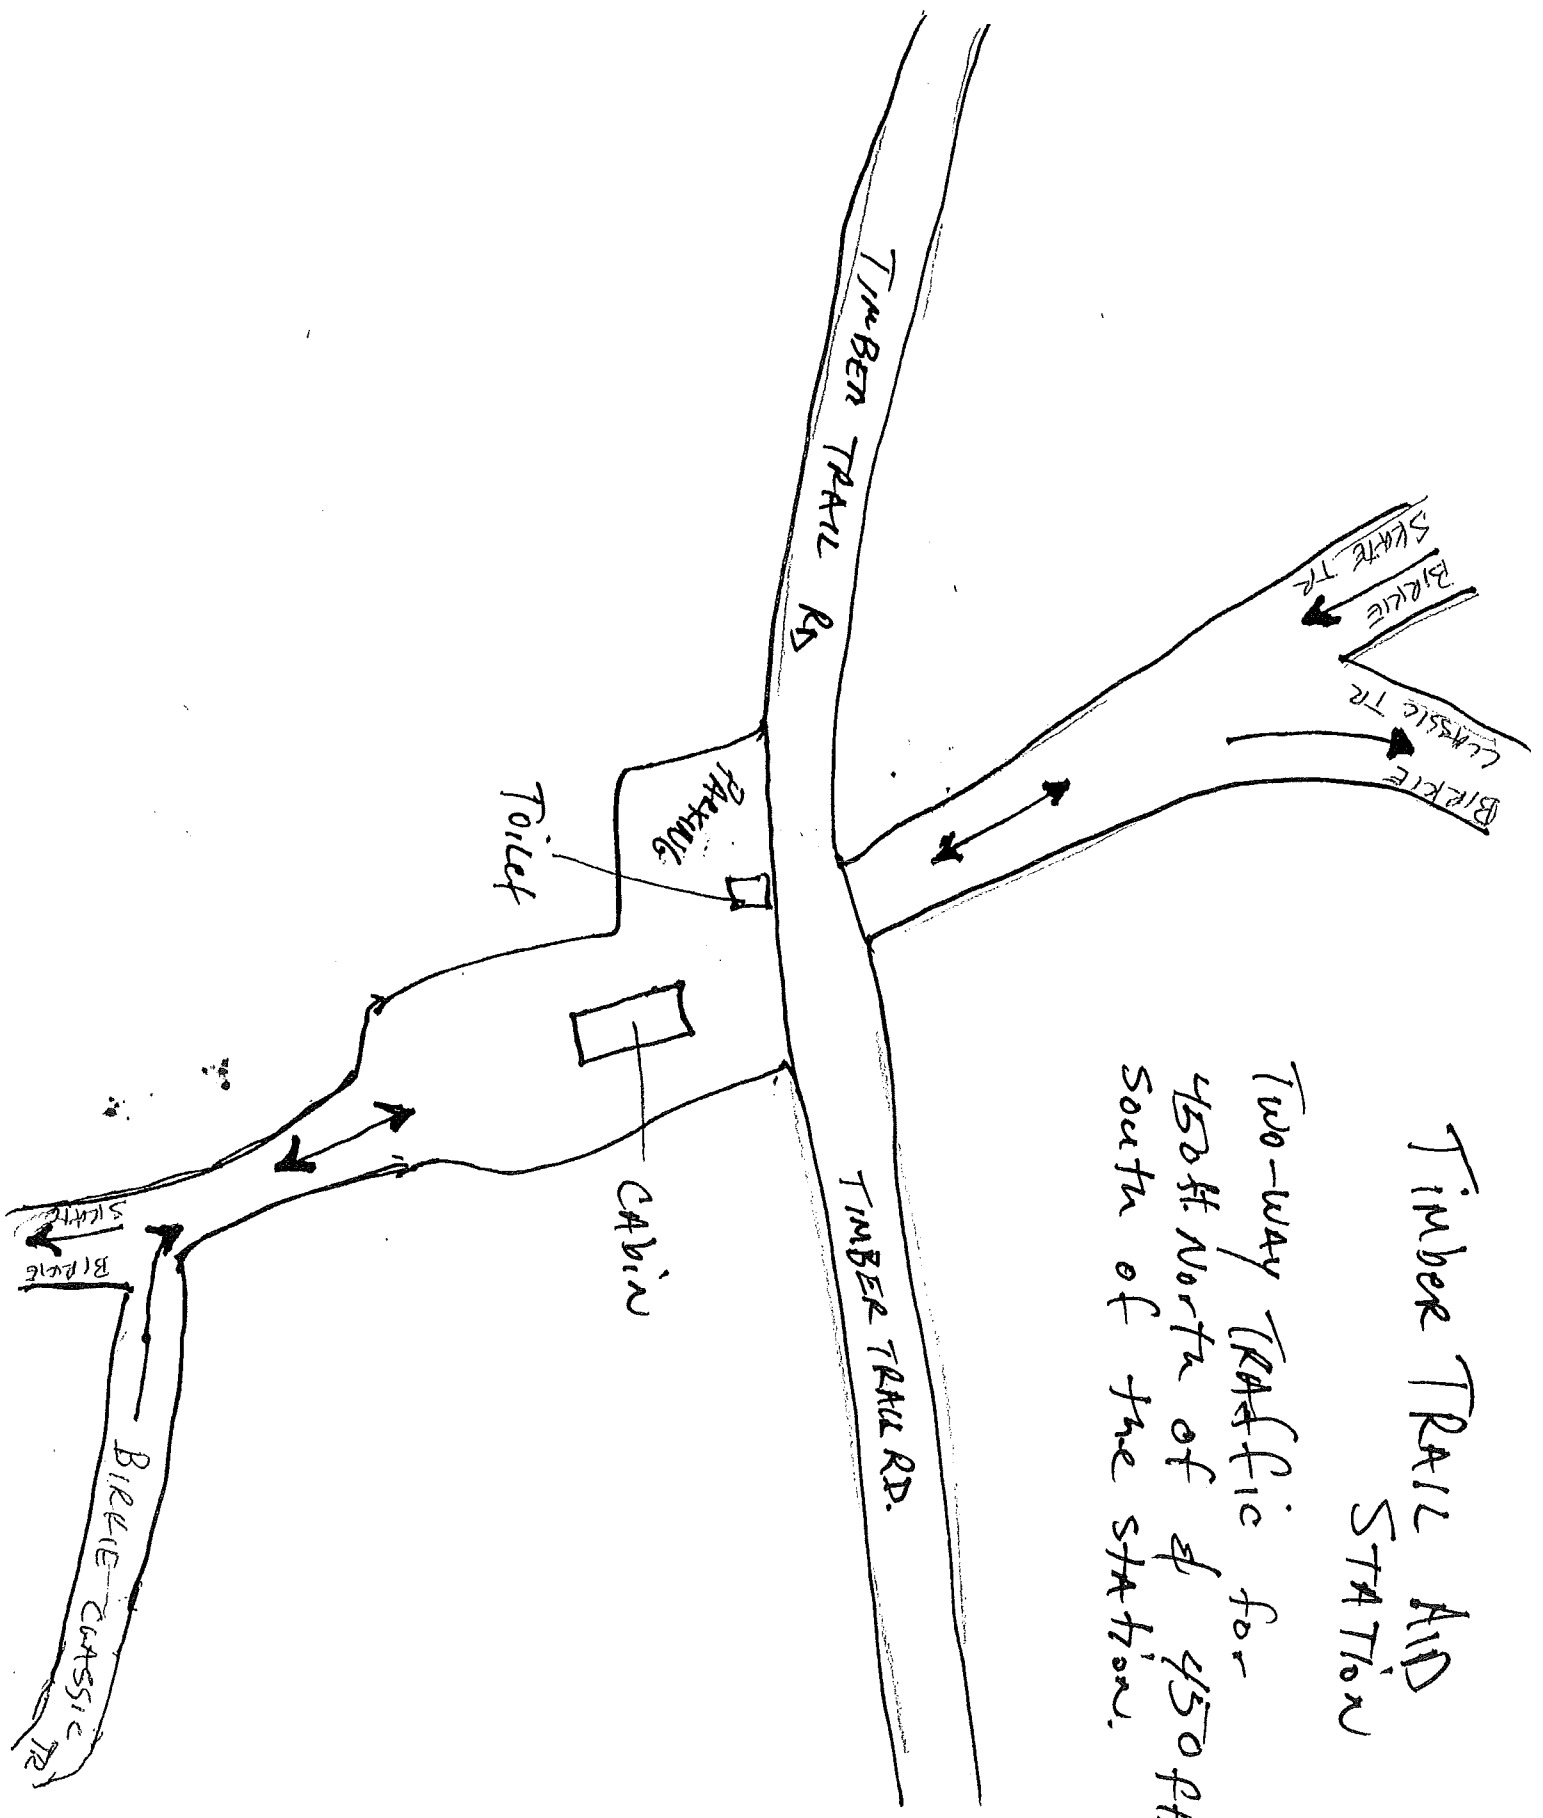 TIMBER TRAIL AID
STATION
TWO-WAY TRAFFIC for
450 ft. North of & 450 ft
South of the station.
SKATE TR
BIRKIE
CLASSIC TR
BIRKIE
TIMBER TRAIL RD
TIMBER TRAIL RD.
PARKING
Toilet
CAbiN
SKATE
BIRKIE
BIRKIE-CLASSIC TR